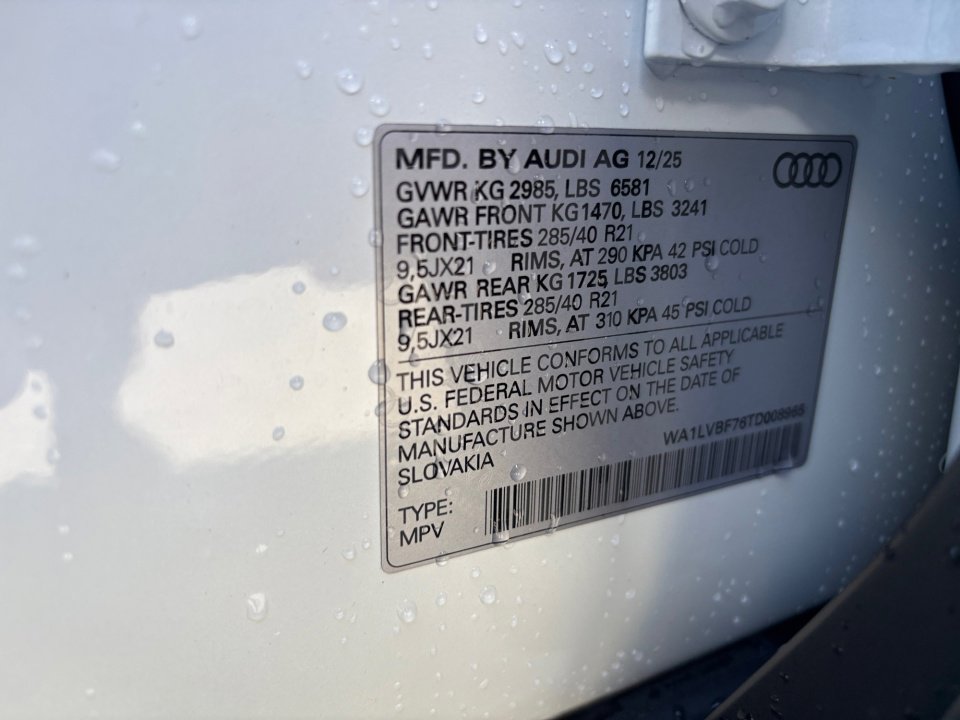 MFD. BY AUDI AG 12/25
GVWR KG 2985, LBS 6581
GAWR FRONT KG1470, LBS 3241
FRONT-TIRES 285/40 R21
9,5JX21 RIMS, AT 290 KPA 42 PSI COLD
GAWR REAR KG 1725, LBS 3803
REAR-TIRES 285/40 R21
9,5JX21 RIMS, AT 310 KPA 45 PSI COLD
THIS VEHICLE CONFORMS TO ALL APPLICABLE
U.S. FEDERAL MOTOR VEHICLE SAFETY
STANDARDS IN EFFECT ON THE DATE OF
MANUFACTURE SHOWN ABOVE.
SLOVAKIA
WA1LVBF76TD008965
TYPE:
MPV